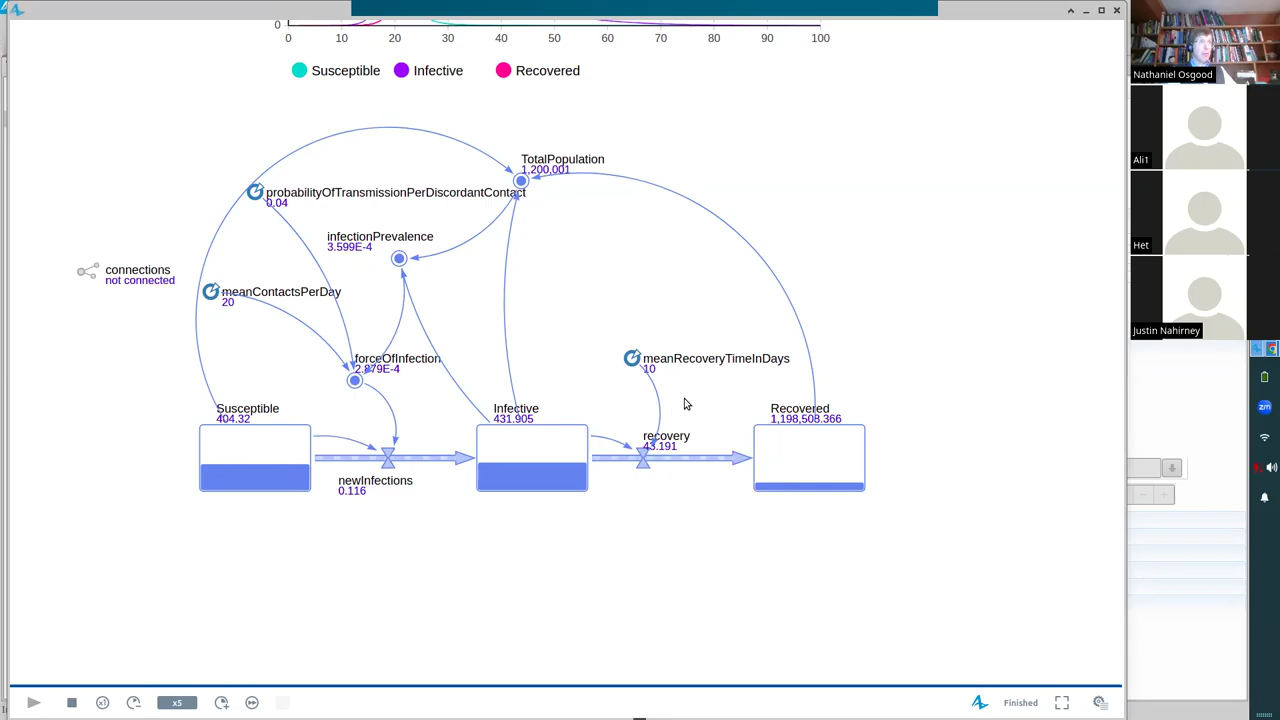 0
0 10 20 30 40 50 60 70 80 90 100
Susceptible Infective Recovered
TotalPopulation
1,200,001
probabilityOfTransmissionPerDiscordantContact
0.04
infectionPrevalence
3.599E-4
connections
not connected
meanContactsPerDay
20
forceOfInfection
2.879E-4
meanRecoveryTimeInDays
10
Susceptible
404.32
Infective
431.905
Recovered
1,198,508.366
recovery
43.191
newInfections
0.116
x1
x5
Finished
Nathaniel Osgood
Ali1
Het
Justin Nahirney
zm